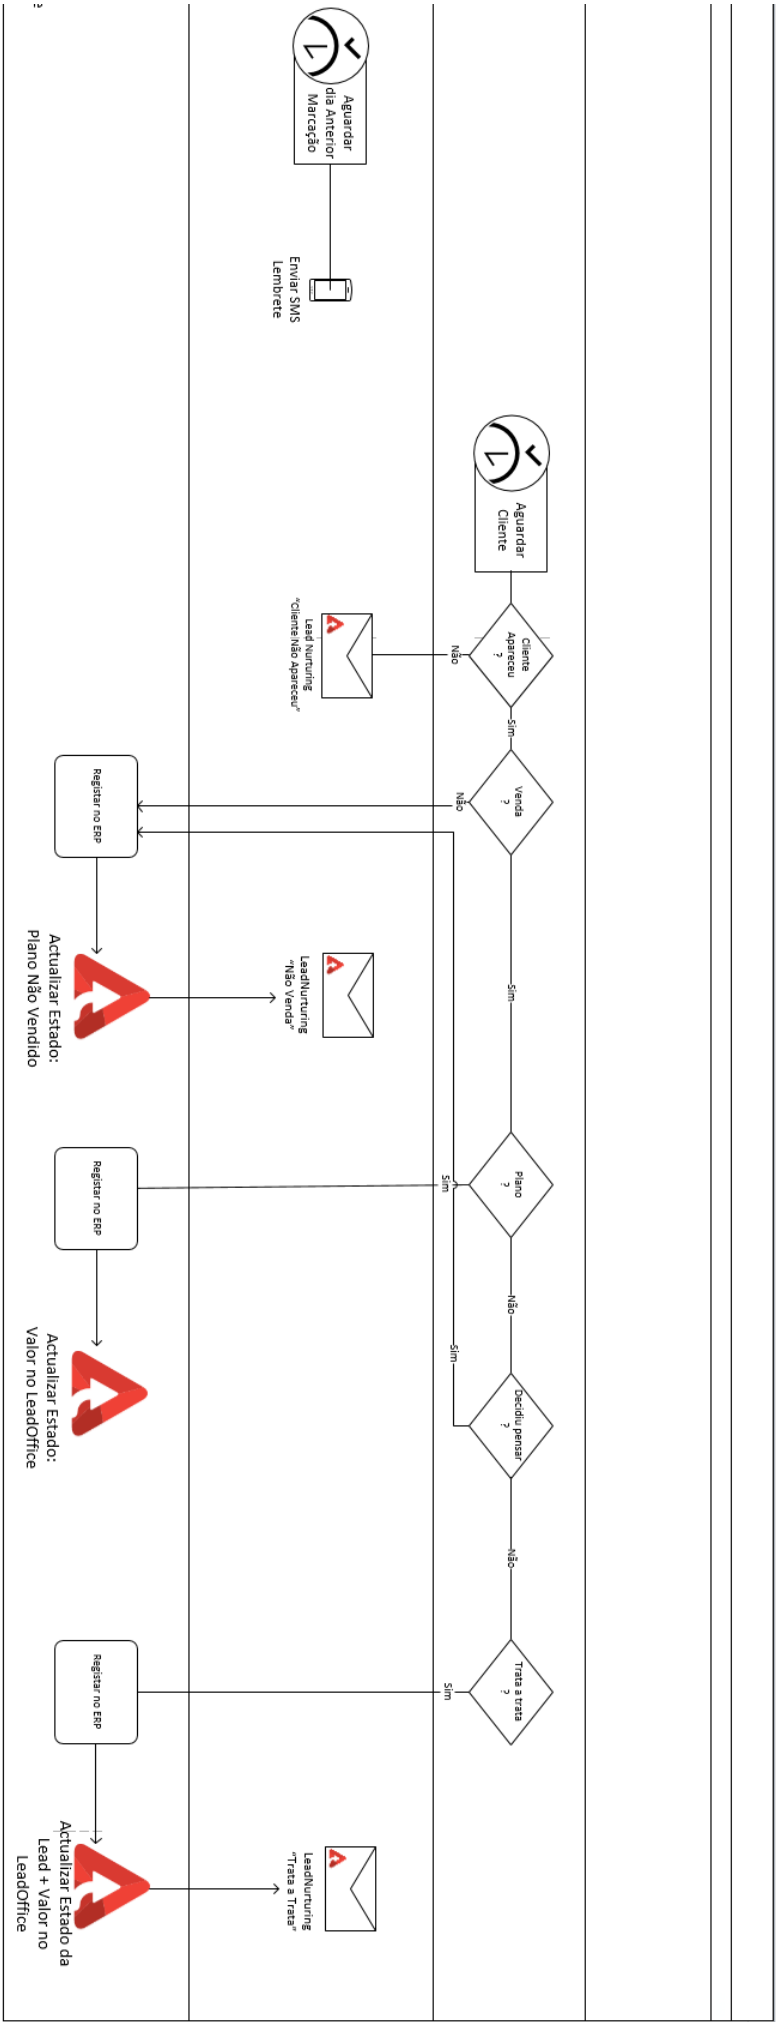 Aguardar
dia Anterior
Marcação
Enviar SMS
Lembrete
Aguardar
Cliente
Cliente
Apareceu
?
Não
Lead Nurturing
"Cliente Não Apareceu"
Sim
Venda
?
Não
Registar no ERP
Actualizar Estado:
Plano Não Vendido
LeadNurturing
"Não Venda"
Sim
Plano
?
Sim
Registar no ERP
Actualizar Estado:
Valor no LeadOffice
Não
Decidiu pensar
?
Sim
Não
Trata a trata
?
Sim
Registar no ERP
Actualizar Estado da
Lead + Valor no
LeadOffice
LeadNurturing
"Trata a Trata"